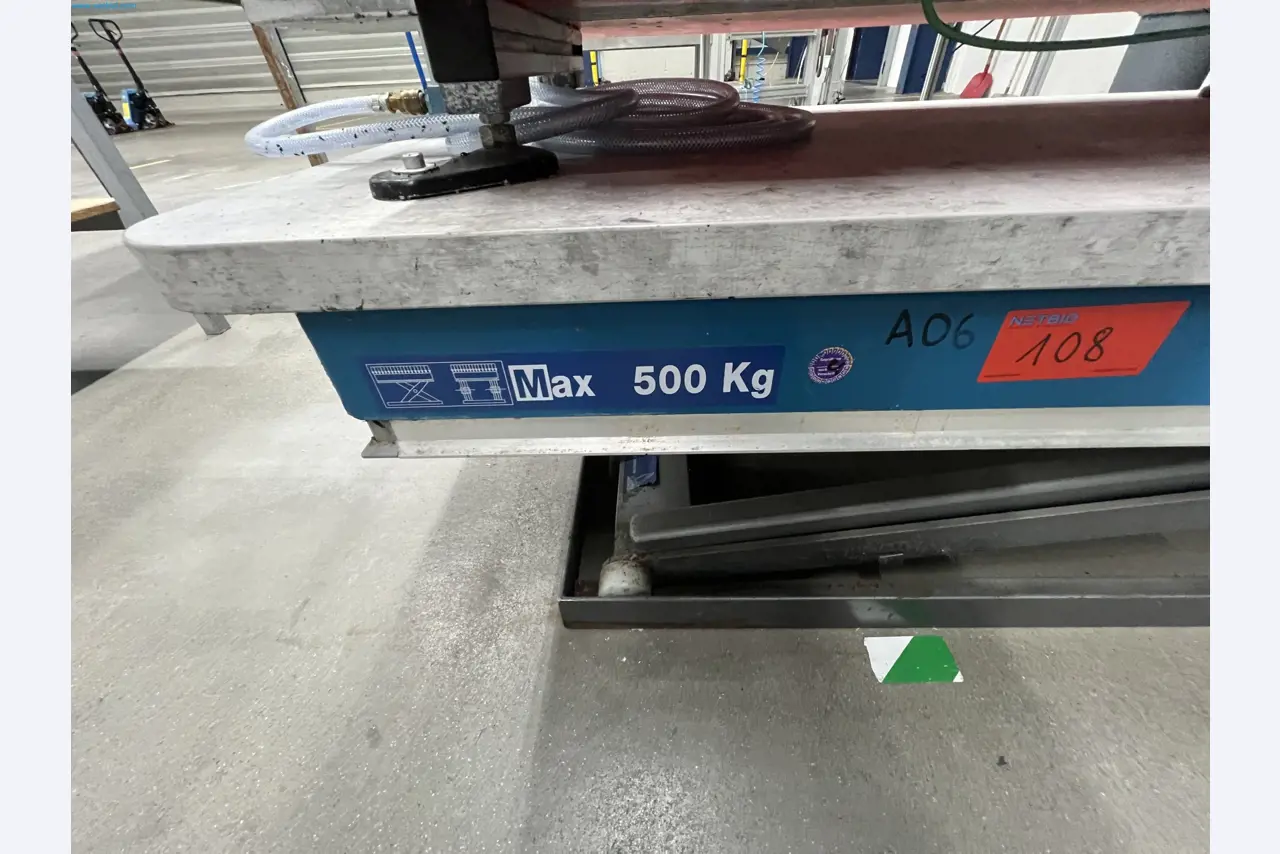 Max 500 Kg
A06
NETBID
108